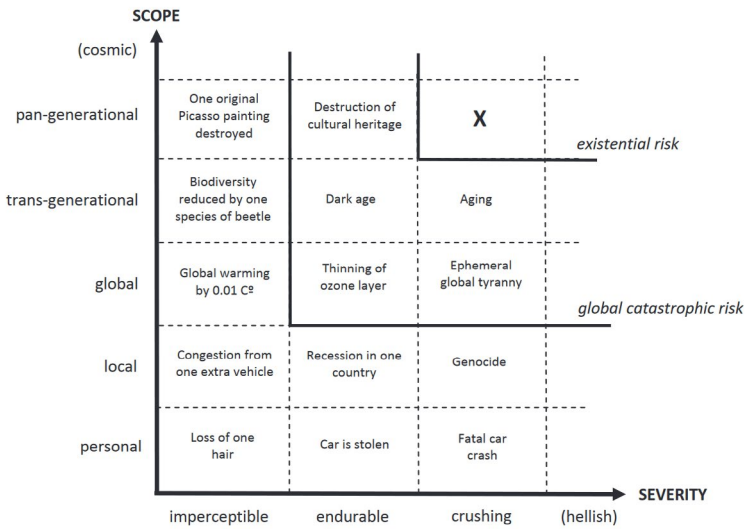 SCOPE
(cosmic)
pan-generational
One original
Picasso painting
destroyed
Destruction of
cultural heritage
X
existential risk
trans-generational
Biodiversity
reduced by one
species of beetle
Dark age
Aging
global
Global warming
by 0.01 Cº
Thinning of
ozone layer
Ephemeral
global tyranny
global catastrophic risk
local
Congestion from
one extra vehicle
Recession in one
country
Genocide
personal
Loss of one
hair
Car is stolen
Fatal car
crash
SEVERITY
imperceptible
endurable
crushing
(hellish)